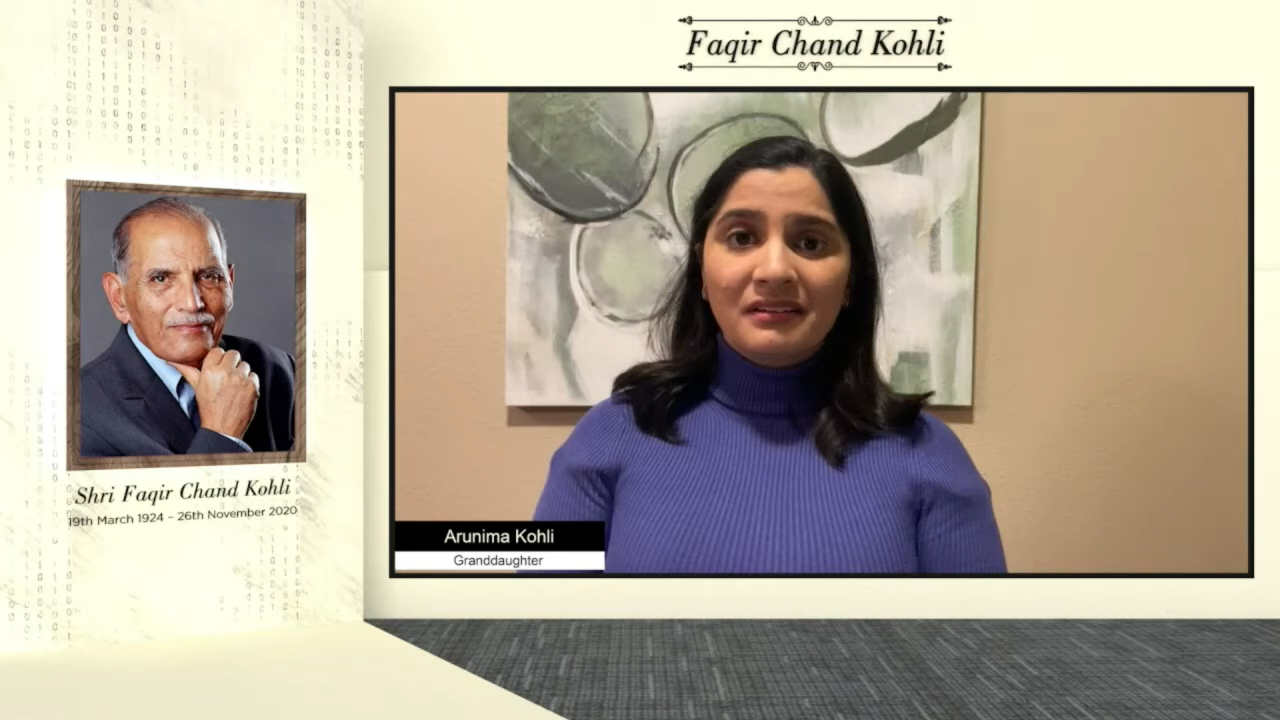 Faqir Chand Kohli
Shri Faqir Chand Kohli
19th March 1924 – 26th November 2020
Arunima Kohli
Granddaughter